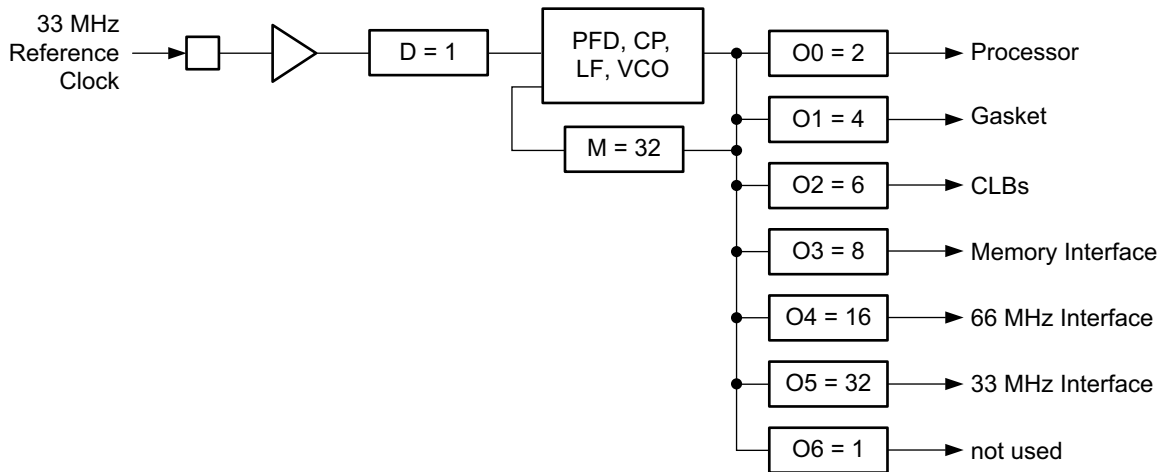 33 MHz
Reference
Clock
D = 1
PFD, CP,
LF, VCO
M = 32
O0 = 2
Processor
O1 = 4
Gasket
O2 = 6
CLBs
O3 = 8
Memory Interface
O4 = 16
66 MHz Interface
O5 = 32
33 MHz Interface
O6 = 1
not used